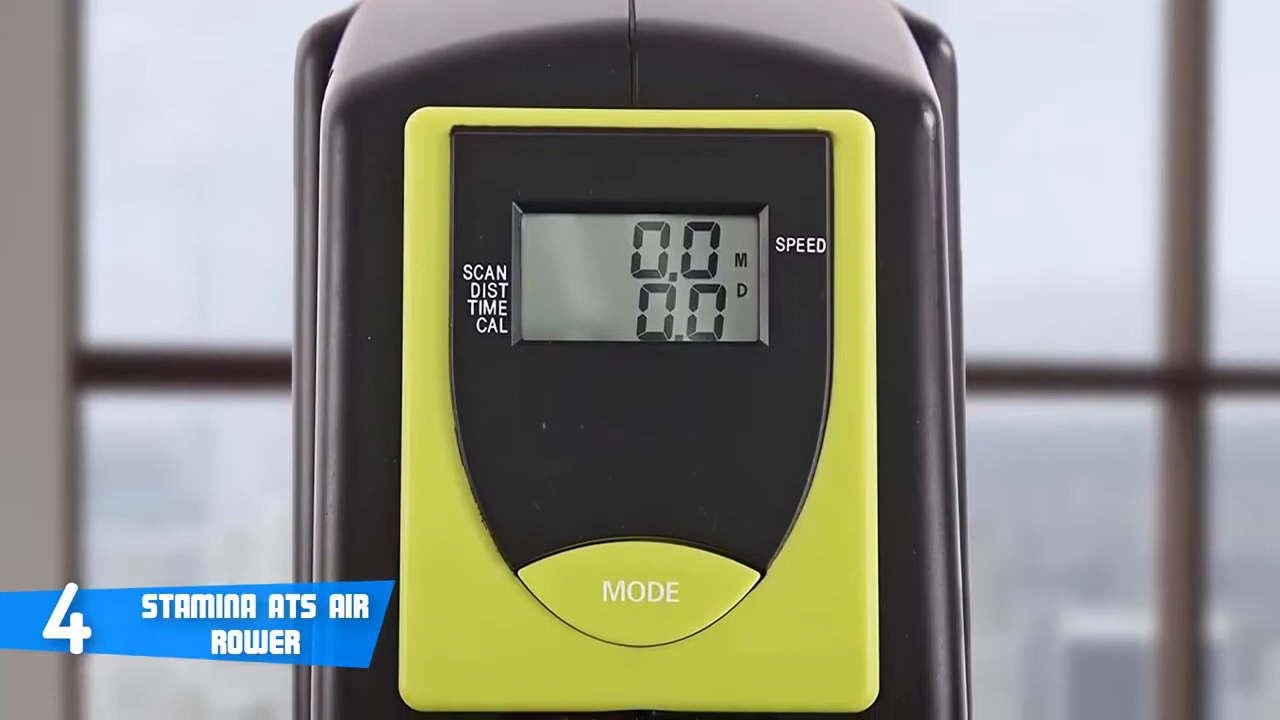 0.0 M
SPEED
SCAN
DIST
TIME
CAL
0.0 D
MODE
4 STAMINA ATS AIR
ROWER